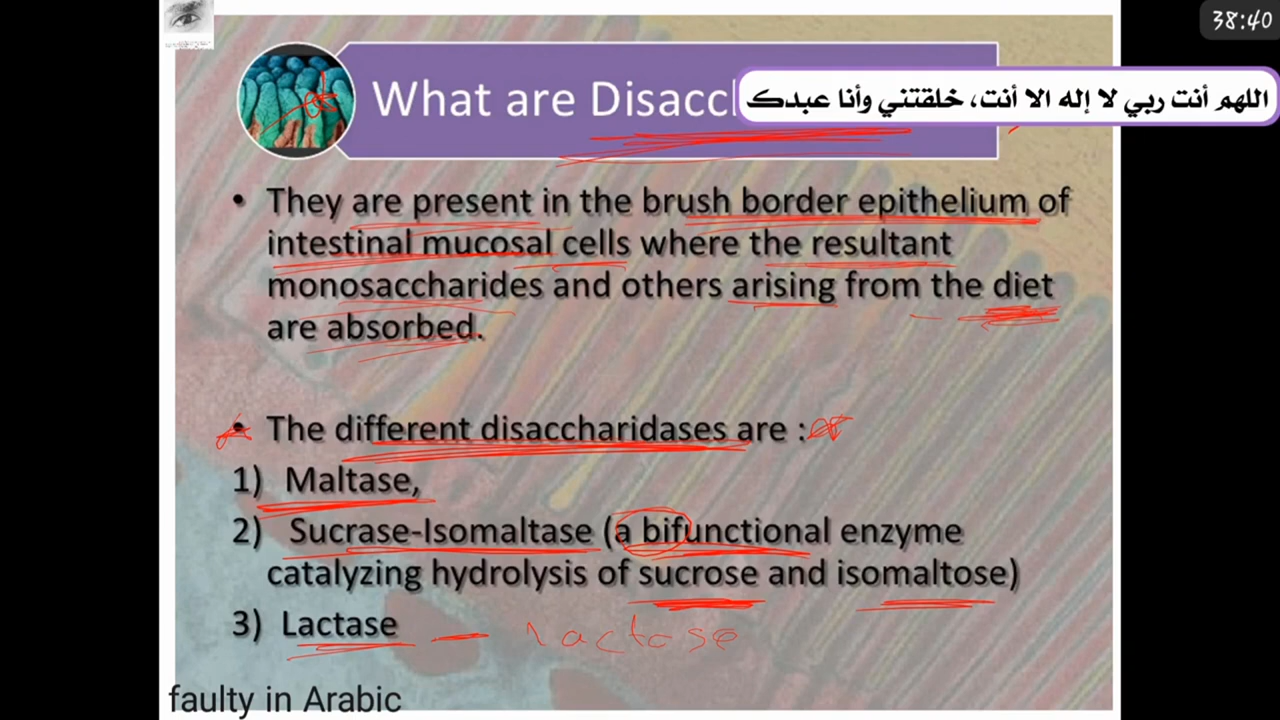 38:40
What are Disacc
اللهم أنت ربي لا إله الا أنت، خلقتني وأنا عبدك
• They are present in the brush border epithelium of
intestinal mucosal cells where the resultant
monosaccharides and others arising from the diet
are absorbed.
• The different disaccharidases are :
1) Maltase,
2) Sucrase-Isomaltase (a bifunctional enzyme
catalyzing hydrolysis of sucrose and isomaltose)
3) Lactase – lactose
faulty in Arabic